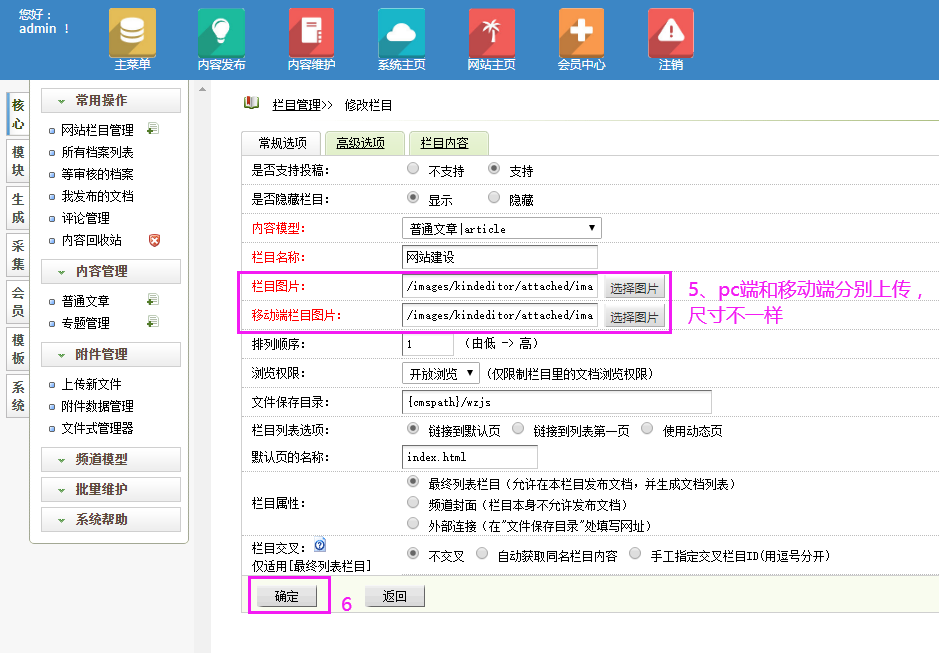 您好：
admin ！
主菜单
内容发布
内容维护
系统主页
网站主页
会员中心
注销
核心
模块
生成
采集
会员
模板
系统
常用操作
网站栏目管理
所有档案列表
等审核的档案
我发布的文档
评论管理
内容回收站
内容管理
普通文章
专题管理
附件管理
上传新文件
附件数据管理
文件式管理器
频道模型
批量维护
系统帮助
栏目管理>> 修改栏目
常规选项 高级选项 栏目内容
是否支持投稿： 不支持 支持
是否隐藏栏目： 显示 隐藏
内容模型： 普通文章|article
栏目名称： 网站建设
栏目图片： /images/kindeditor/attached/ima 选择图片
移动端栏目图片： /images/kindeditor/attached/ima 选择图片
5、pc端和移动端分别上传，
尺寸不一样
排列顺序： 1 （由低 -> 高）
浏览权限： 开放浏览 (仅限制栏目里的文档浏览权限)
文件保存目录： {cmspath}/wzjs
栏目列表选项： 链接到默认页 链接到列表第一页 使用动态页
默认页的名称： index.html
栏目属性：
最终列表栏目（允许在本栏目发布文档，并生成文档列表）
频道封面（栏目本身不允许发布文档）
外部连接（在"文件保存目录"处填写网址）
栏目交叉：
仅适用[最终列表栏目]
不交叉 自动获取同名栏目内容 手工指定交叉栏目ID(用逗号分开)
确定 6 返回